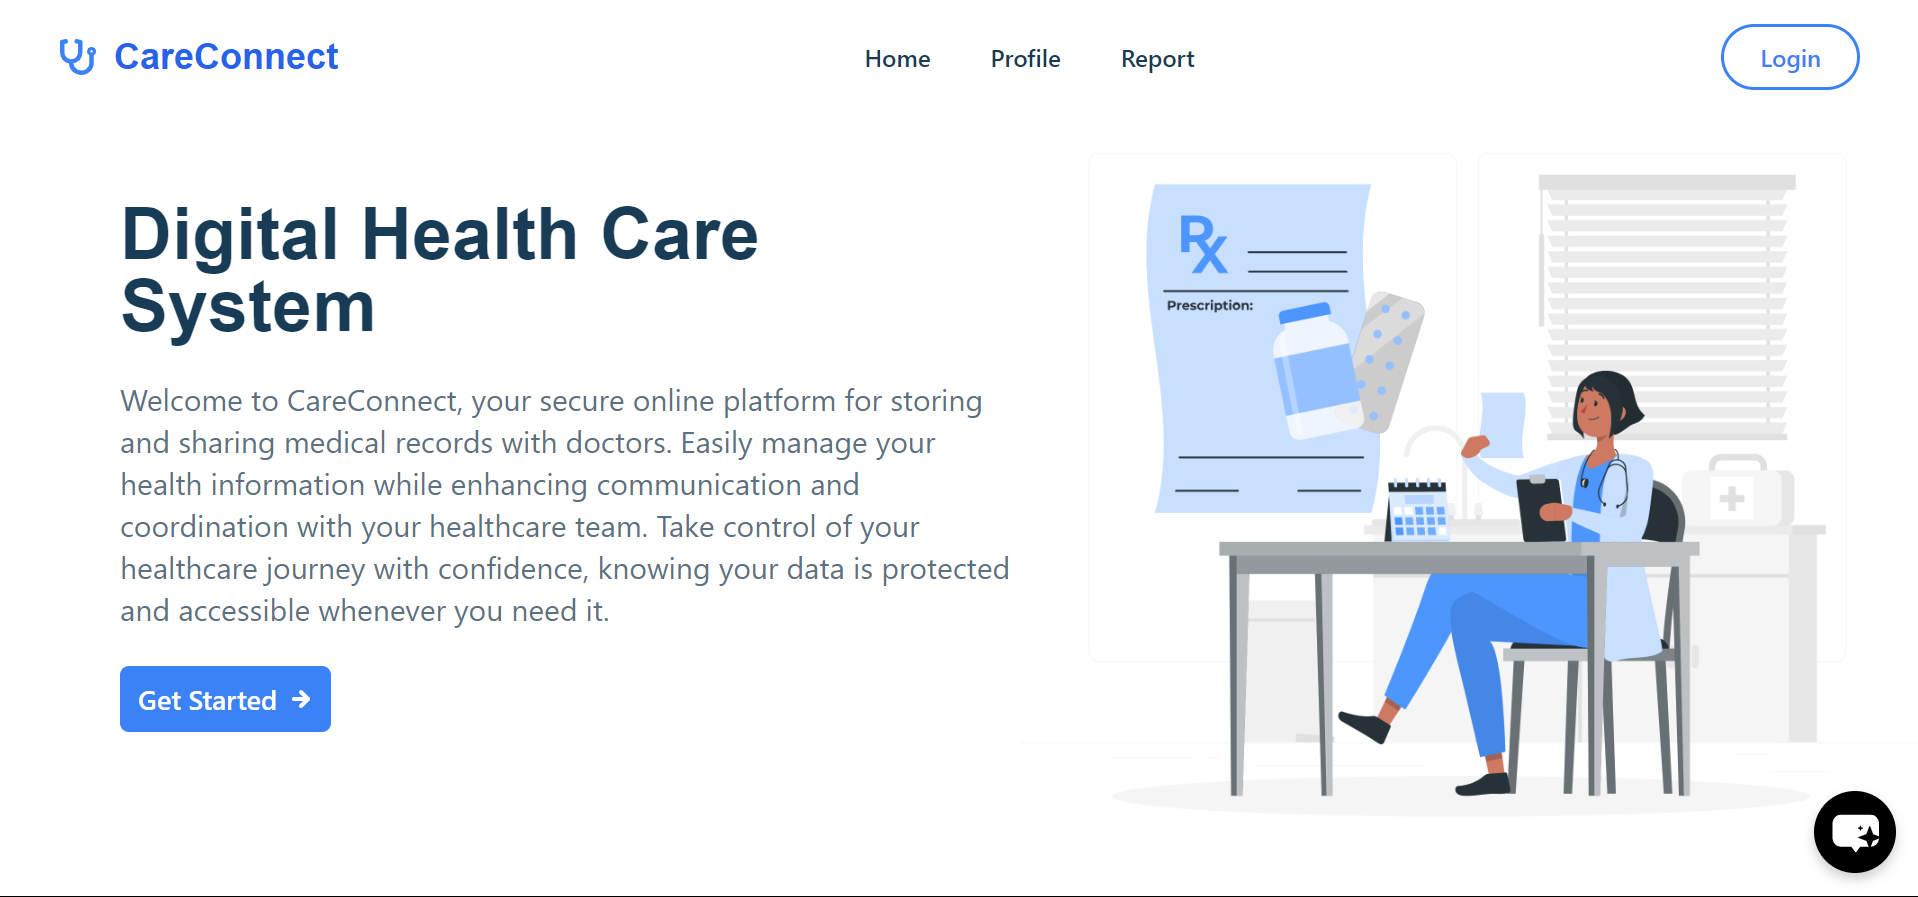 CareConnect
Home
Profile
Report
Login
Digital Health Care
System
Welcome to CareConnect, your secure online platform for storing
and sharing medical records with doctors. Easily manage your
health information while enhancing communication and
coordination with your healthcare team. Take control of your
healthcare journey with confidence, knowing your data is protected
and accessible whenever you need it.
Get Started
Rx
Prescription: